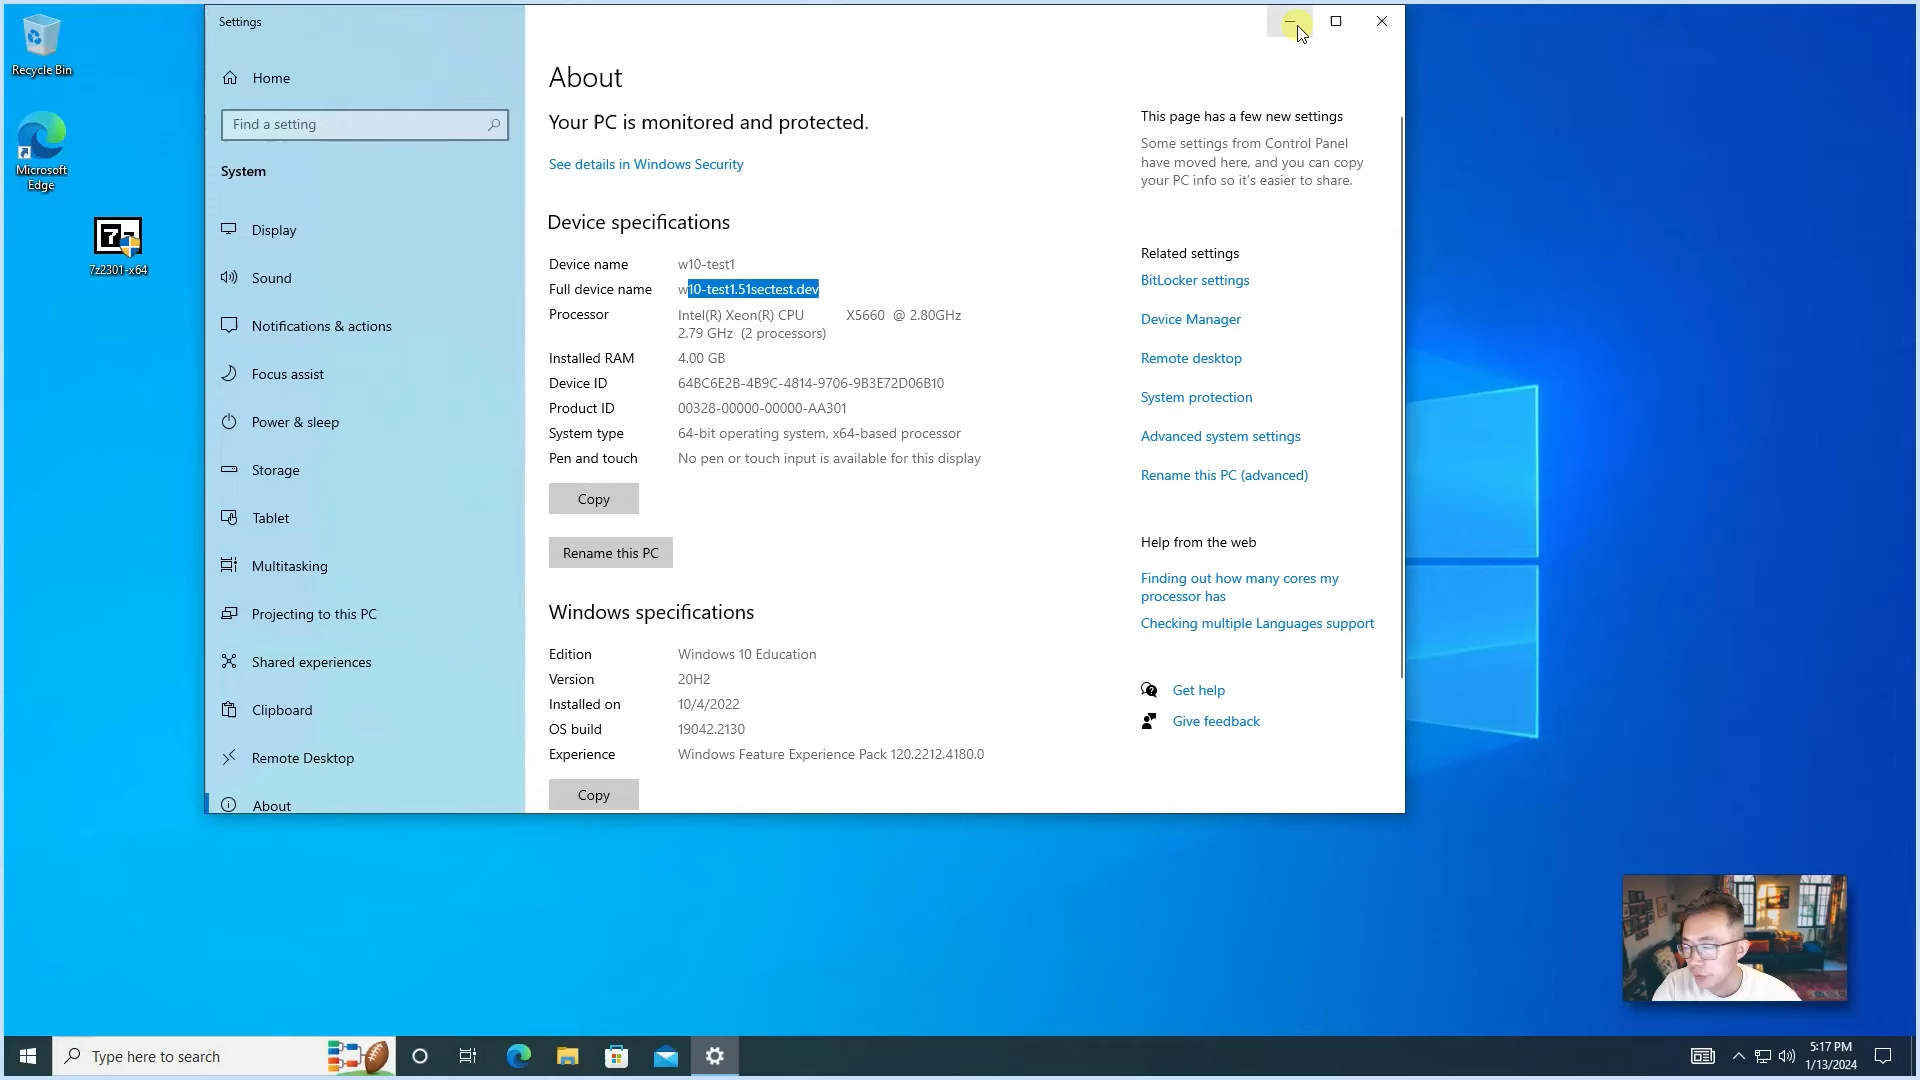 Settings
Recycle Bin
Microsoft
Edge
7z2301-x64
Home
Find a setting
System
Display
Sound
Notifications & actions
Focus assist
Power & sleep
Storage
Tablet
Multitasking
Projecting to this PC
Shared experiences
Clipboard
Remote Desktop
About
About
Your PC is monitored and protected.
See details in Windows Security
Device specifications
Device name w10-test1
Full device name w10-test1.51sectest.dev
Processor Intel(R) Xeon(R) CPU X5660 @ 2.80GHz
2.79 GHz (2 processors)
Installed RAM 4.00 GB
Device ID 64BC6E2B-4B9C-4814-9706-9B3E72D06B10
Product ID 00328-00000-00000-AA301
System type 64-bit operating system, x64-based processor
Pen and touch No pen or touch input is available for this display
Copy
Rename this PC
Windows specifications
Edition Windows 10 Education
Version 20H2
Installed on 10/4/2022
OS build 19042.2130
Experience Windows Feature Experience Pack 120.2212.4180.0
Copy
This page has a few new settings
Some settings from Control Panel
have moved here, and you can copy
your PC info so it's easier to share.
Related settings
BitLocker settings
Device Manager
Remote desktop
System protection
Advanced system settings
Rename this PC (advanced)
Help from the web
Finding out how many cores my
processor has
Checking multiple Languages support
Get help
Give feedback
Type here to search
5:17 PM
1/13/2024